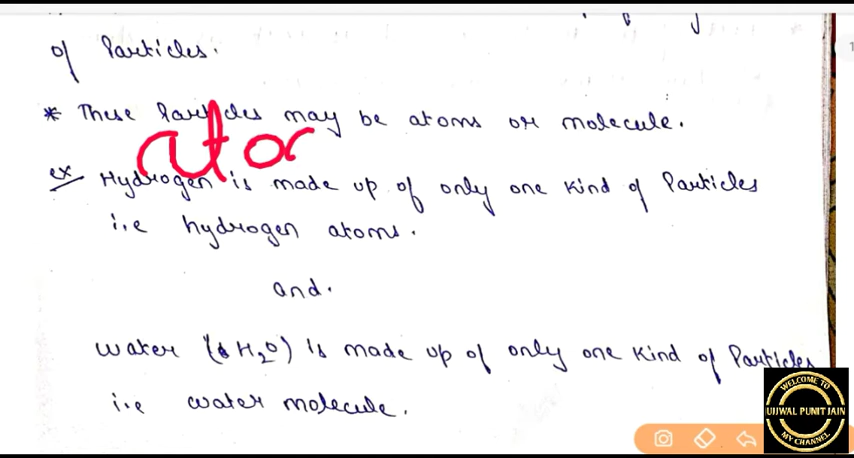 of Particles.
* These Particles may be atoms or molecule.
ato
ex Hydrogen is made up of only one kind of Particles
i.e hydrogen atoms.
and.
water (H₂O) is made up of only one kind of Particles
i.e water molecule.
WELCOME TO
UJJWAL PUNIT JAIN
MY CHANNEL
1